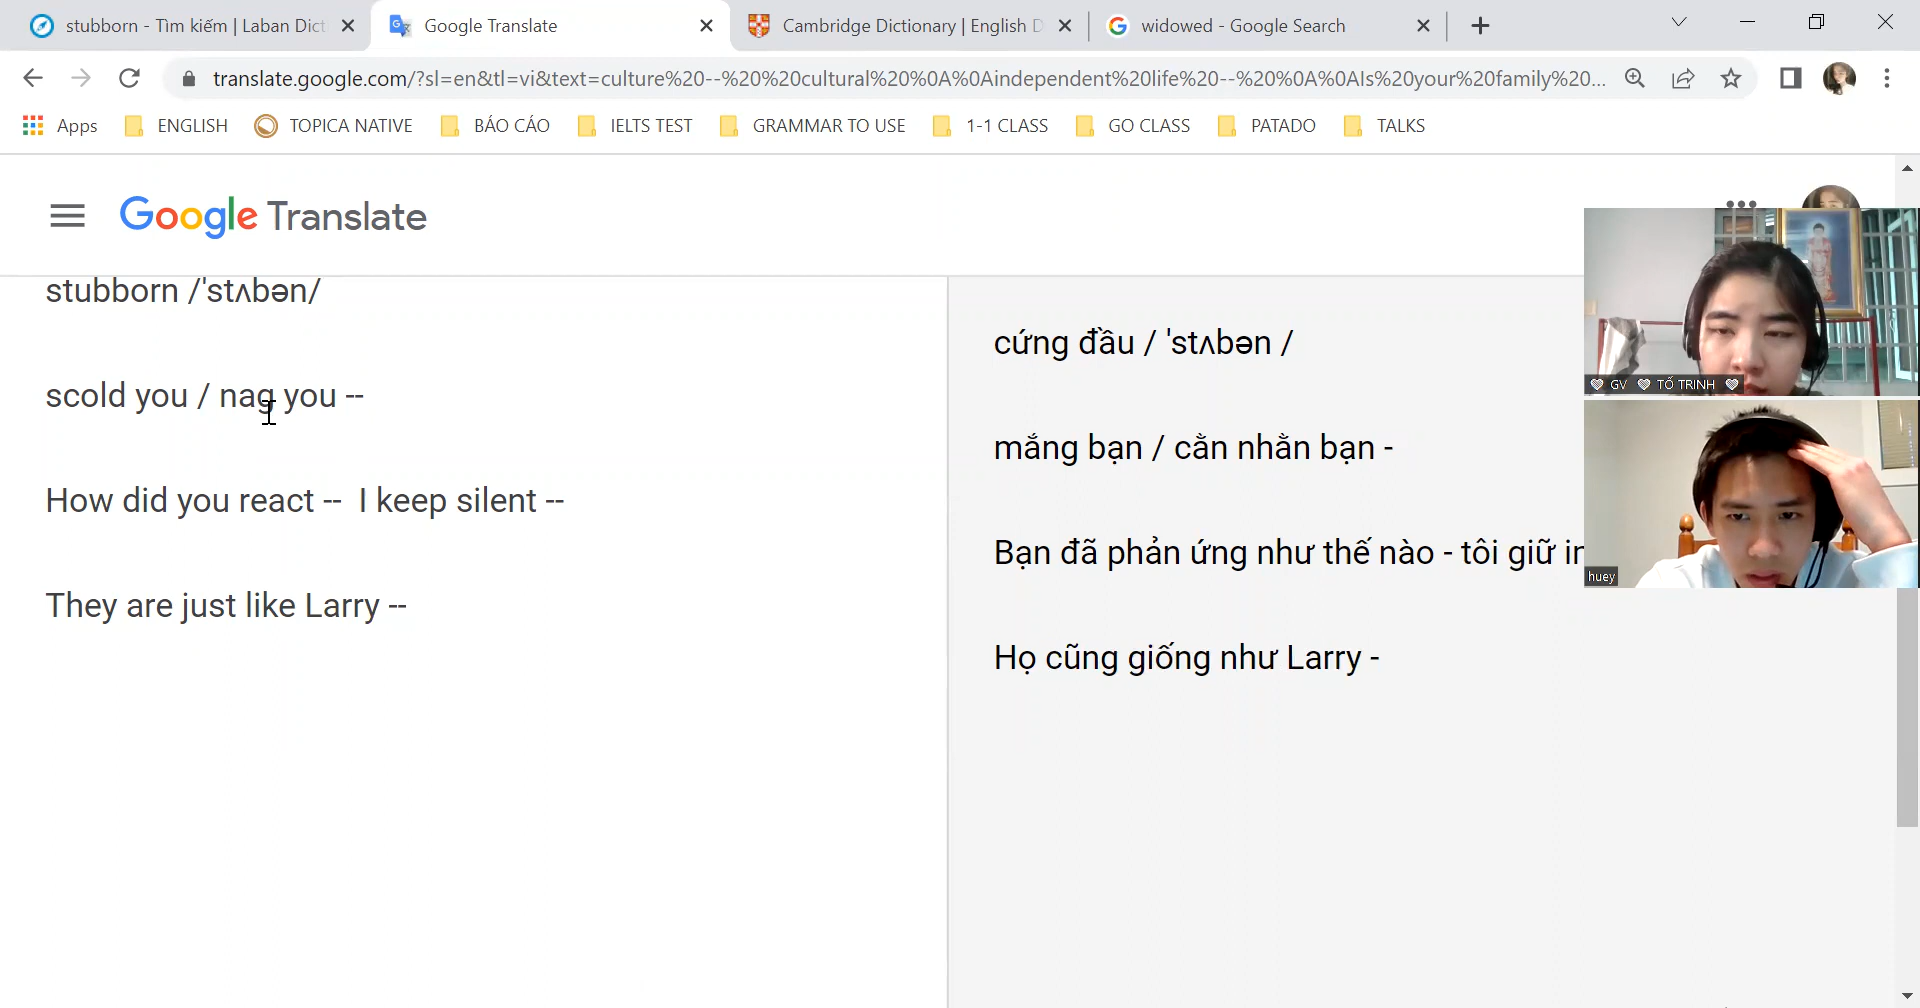 stubborn - Tìm kiếm | Laban Dict
Google Translate
Cambridge Dictionary | English D
widowed - Google Search
translate.google.com/?sl=en&tl=vi&text=culture%20--%20%20cultural%20%0A%0Aindependent%20life%20--%20%0A%0AIs%20your%20family%20...
Apps
ENGLISH
TOPICA NATIVE
BÁO CÁO
IELTS TEST
GRAMMAR TO USE
1-1 CLASS
GO CLASS
PATADO
TALKS
Google Translate
stubborn /'stʌbən/
scold you / nag you --
How did you react -- I keep silent --
They are just like Larry --
cứng đầu / 'stʌbən /
mắng bạn / cằn nhằn bạn -
Bạn đã phản ứng như thế nào - tôi giữ im
Họ cũng giống như Larry -
GV TỐ TRINH
huey